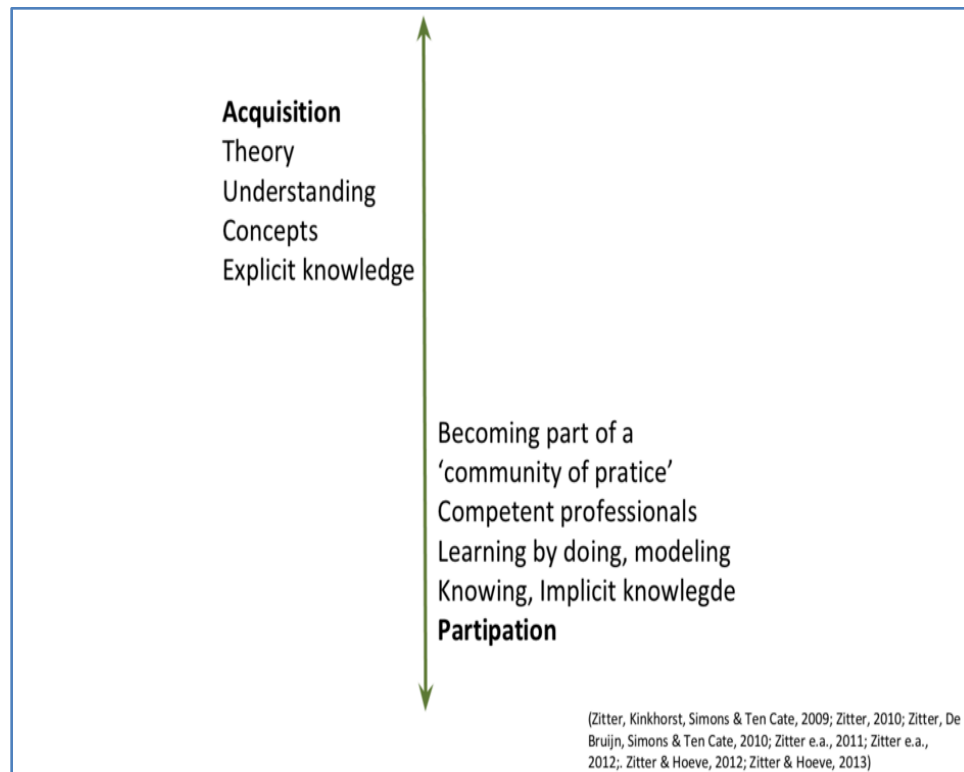 Acquisition
Theory
Understanding
Concepts
Explicit knowledge
Becoming part of a
‘community of pratice’
Competent professionals
Learning by doing, modeling
Knowing, Implicit knowlegde
Partipation
(Zitter, Kinkhorst, Simons & Ten Cate, 2009; Zitter, 2010; Zitter, De
Bruijn, Simons & Ten Cate, 2010; Zitter e.a., 2011; Zitter e.a.,
2012;. Zitter & Hoeve, 2012; Zitter & Hoeve, 2013)